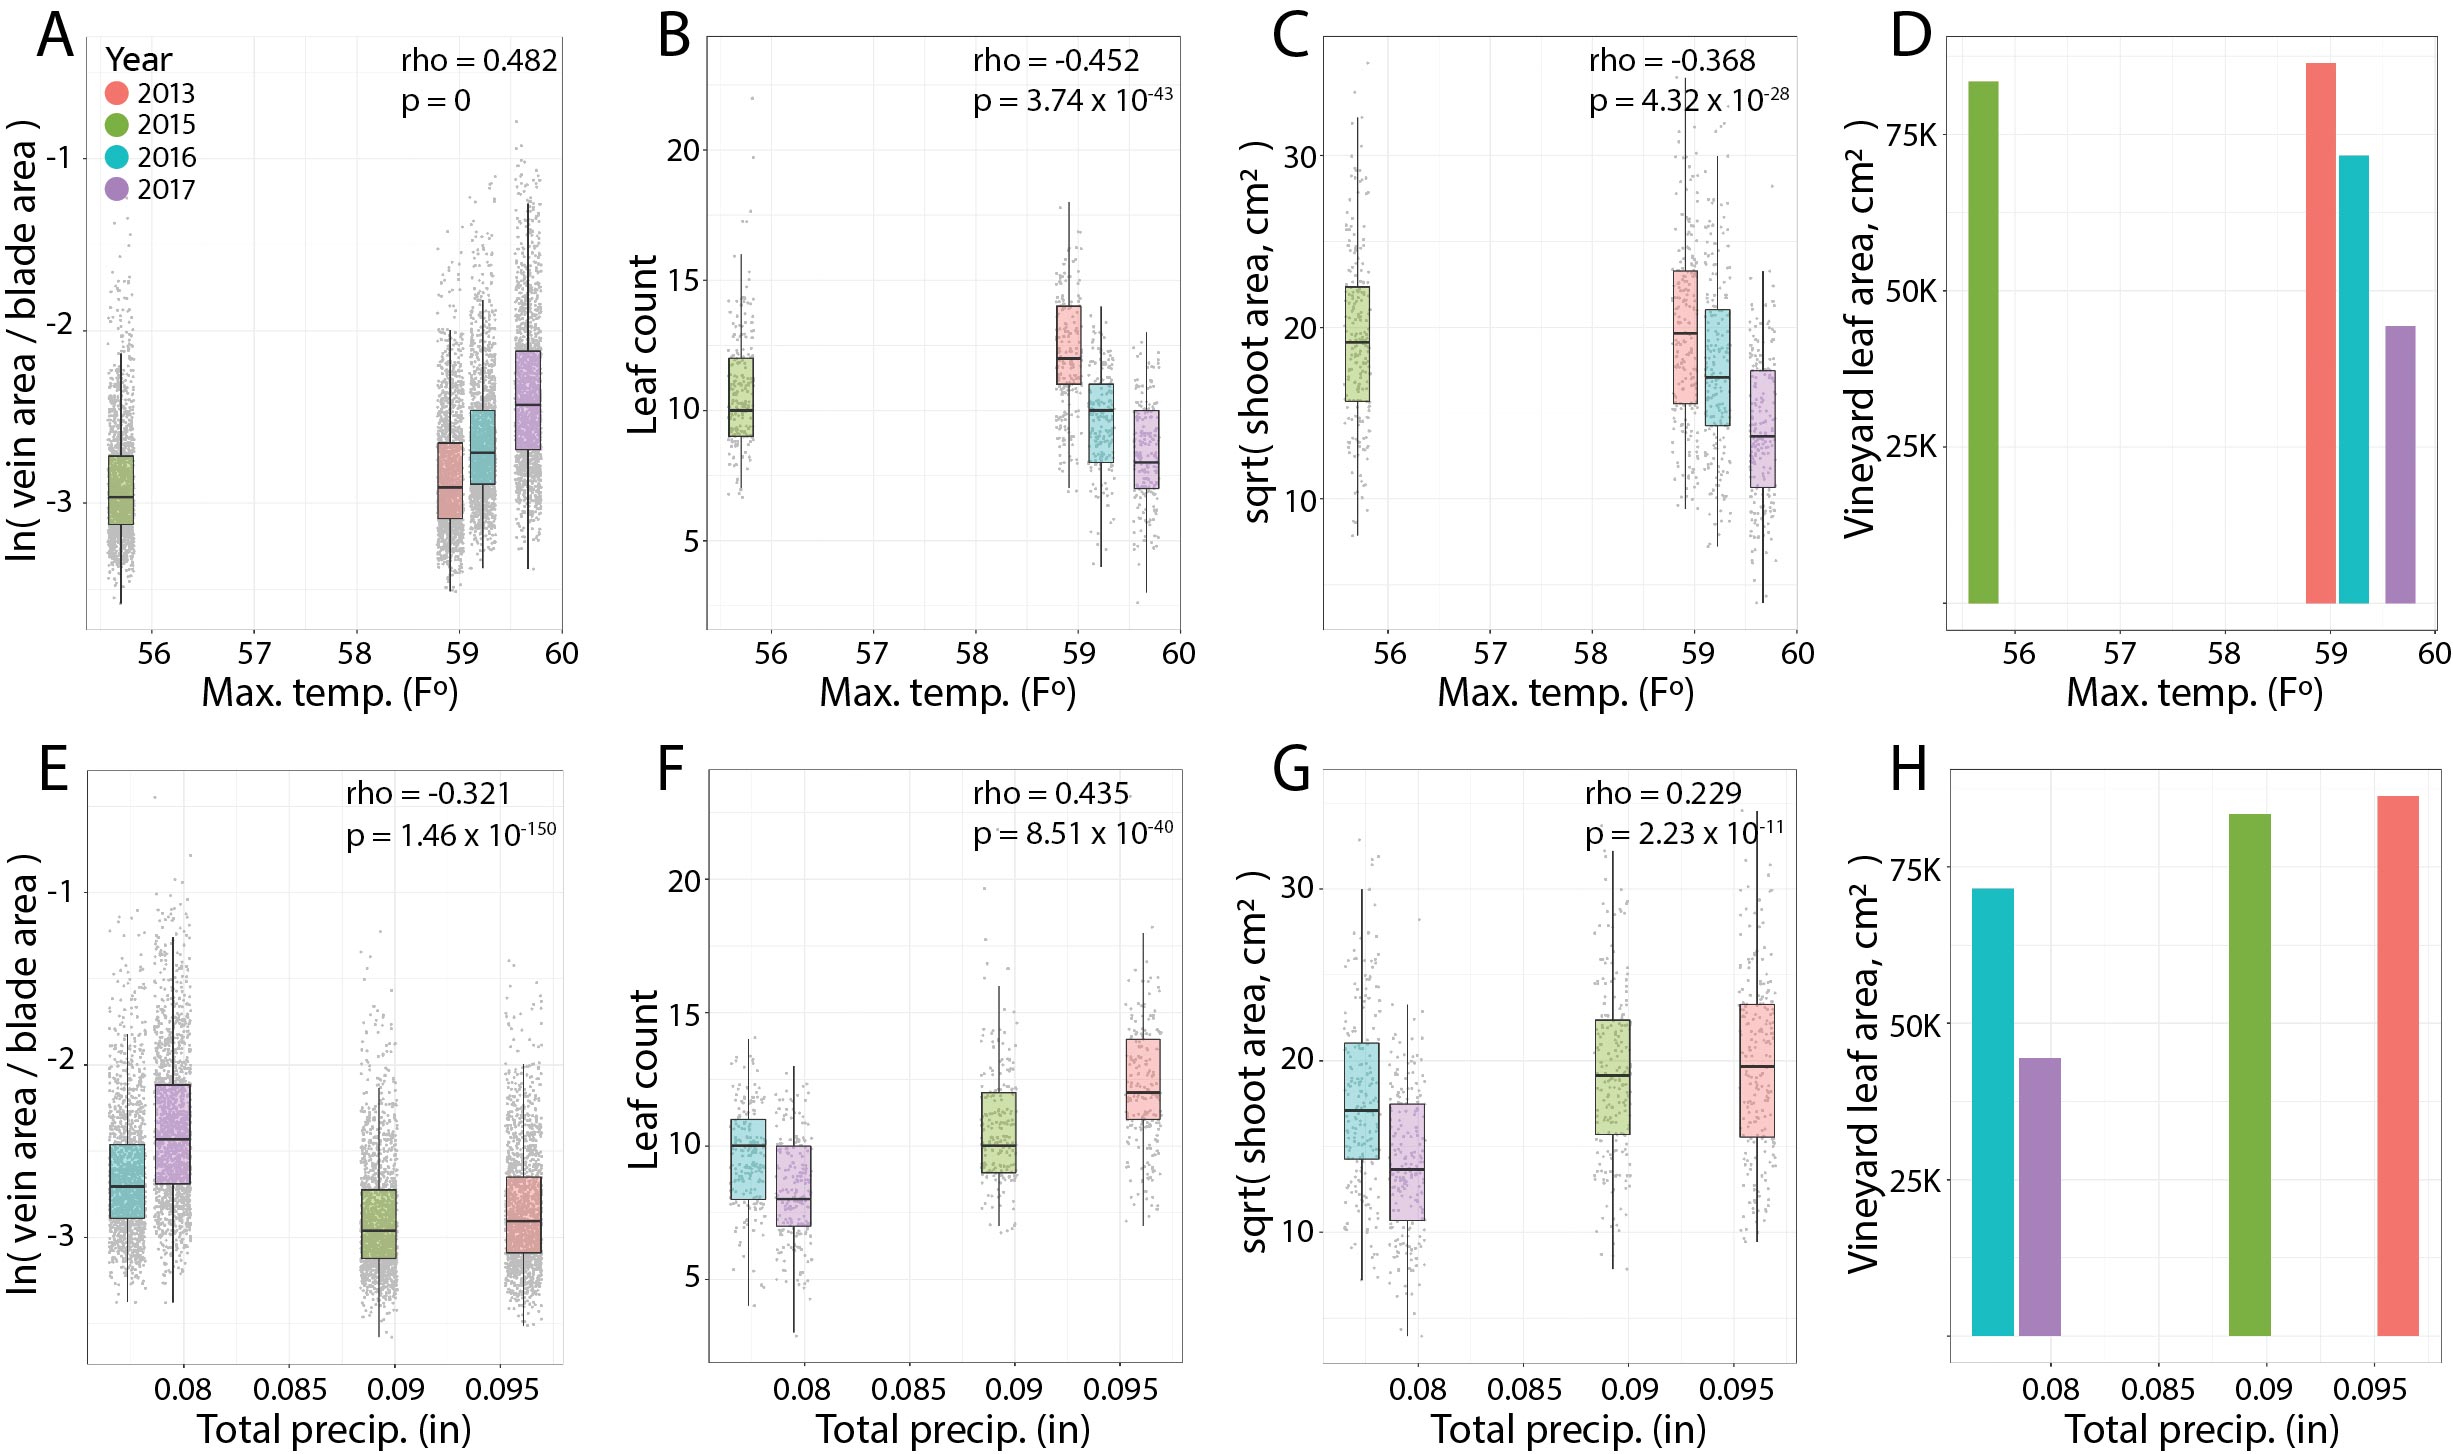 A
Year
2013
2015
2016
2017
rho = 0.482
p = 0
ln( vein area / blade area)
-1
-2
-3
56 57 58 59 60
Max. temp. (Fº)
B
rho = -0.452
p = 3.74 x 10⁻⁴³
Leaf count
20
15
10
5
56 57 58 59 60
Max. temp. (Fº)
C
rho = -0.368
p = 4.32 x 10⁻²⁸
sqrt( shoot area, cm² )
30
20
10
56 57 58 59 60
Max. temp. (Fº)
D
Vineyard leaf area, cm² )
75K
50K
25K
56 57 58 59 60
Max. temp. (Fº)
E
rho = -0.321
p = 1.46 x 10⁻¹⁵⁰
ln( vein area / blade area)
-1
-2
-3
0.08 0.085 0.09 0.095
Total precip. (in)
F
rho = 0.435
p = 8.51 x 10⁻⁴⁰
Leaf count
20
15
10
5
0.08 0.085 0.09 0.095
Total precip. (in)
G
rho = 0.229
p = 2.23 x 10⁻¹¹
sqrt( shoot area, cm² )
30
20
10
0.08 0.085 0.09 0.095
Total precip. (in)
H
Vineyard leaf area, cm² )
75K
50K
25K
0.08 0.085 0.09 0.095
Total precip. (in)